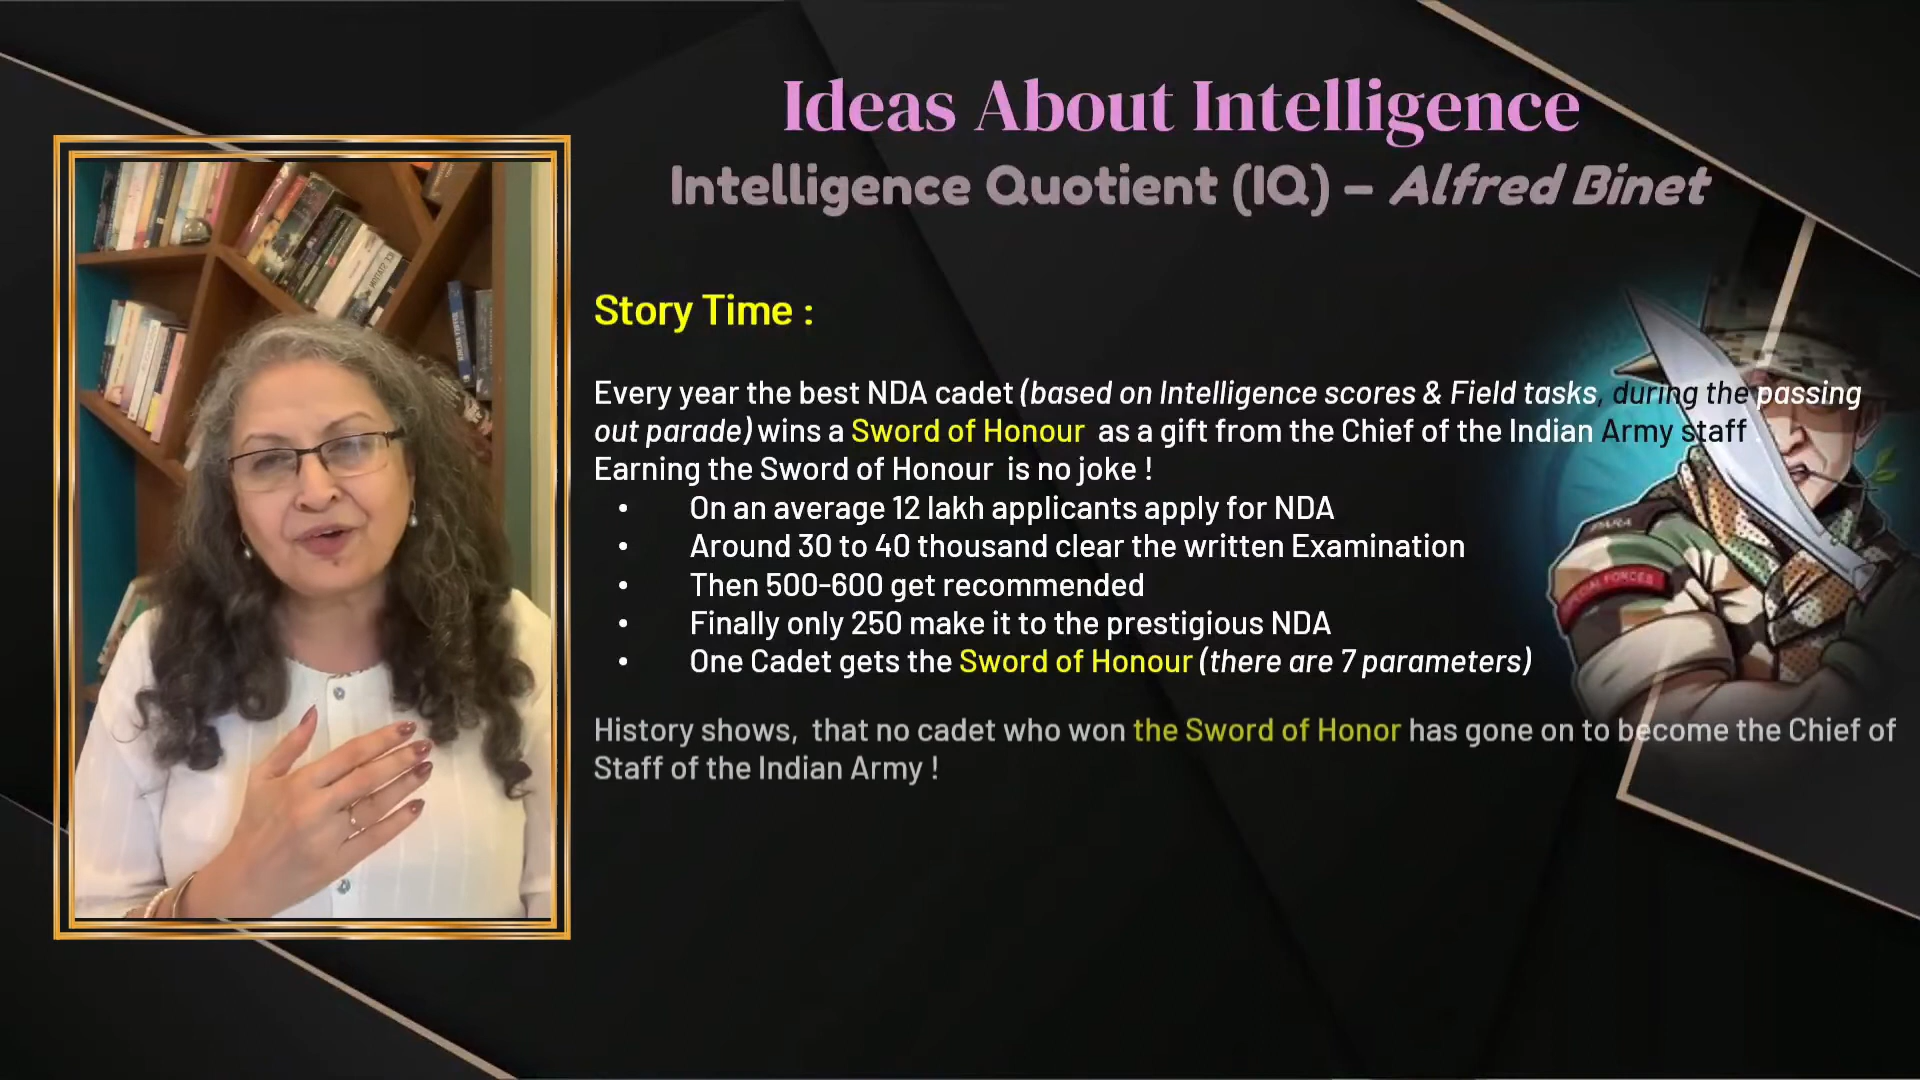 Ideas About Intelligence
Intelligence Quotient (IQ) – Alfred Binet
Story Time :
Every year the best NDA cadet (based on Intelligence scores & Field tasks, during the passing
out parade) wins a Sword of Honour as a gift from the Chief of the Indian Army staff .
Earning the Sword of Honour is no joke !
• On an average 12 lakh applicants apply for NDA
• Around 30 to 40 thousand clear the written Examination
• Then 500-600 get recommended
• Finally only 250 make it to the prestigious NDA
• One Cadet gets the Sword of Honour (there are 7 parameters)
History shows, that no cadet who won the Sword of Honor has gone on to become the Chief of
Staff of the Indian Army !
PARA
FORCES